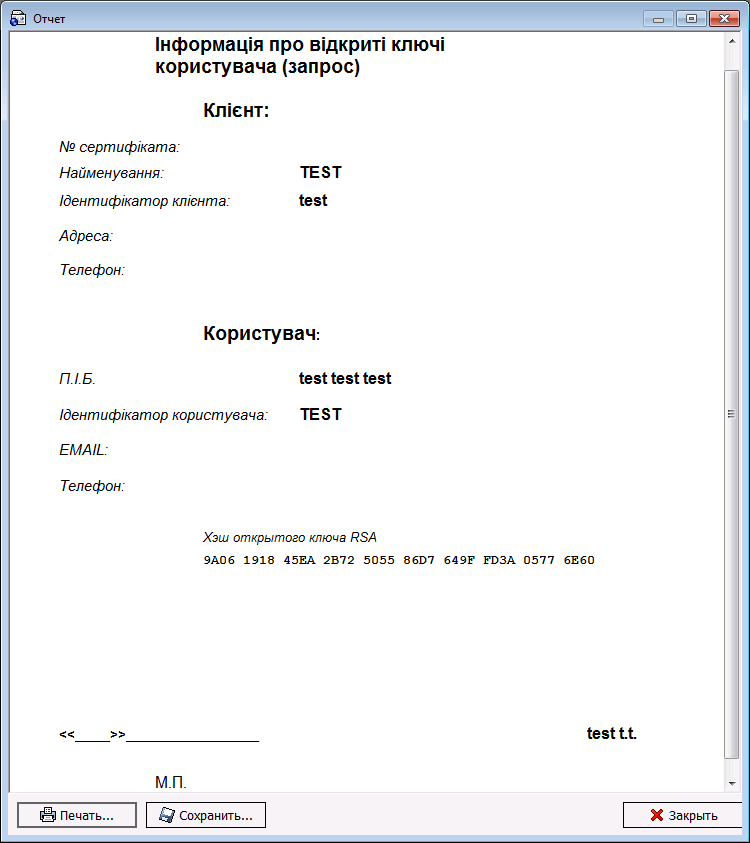 Отчет
Інформація про відкриті ключі
користувача (запрос)
Клієнт:
№ сертифіката:
Найменування: TEST
Ідентифікатор клієнта: test
Адреса:
Телефон:
Користувач:
П.І.Б. test test test
Ідентифікатор користувача: TEST
EMAIL:
Телефон:
Хэш открытого ключа RSA
9A06 1918 45EA 2B72 5055 86D7 649F FD3A 0577 6E60
<<____>>_________________ test t.t.
М.П.
Печать... Сохранить... Закрыть